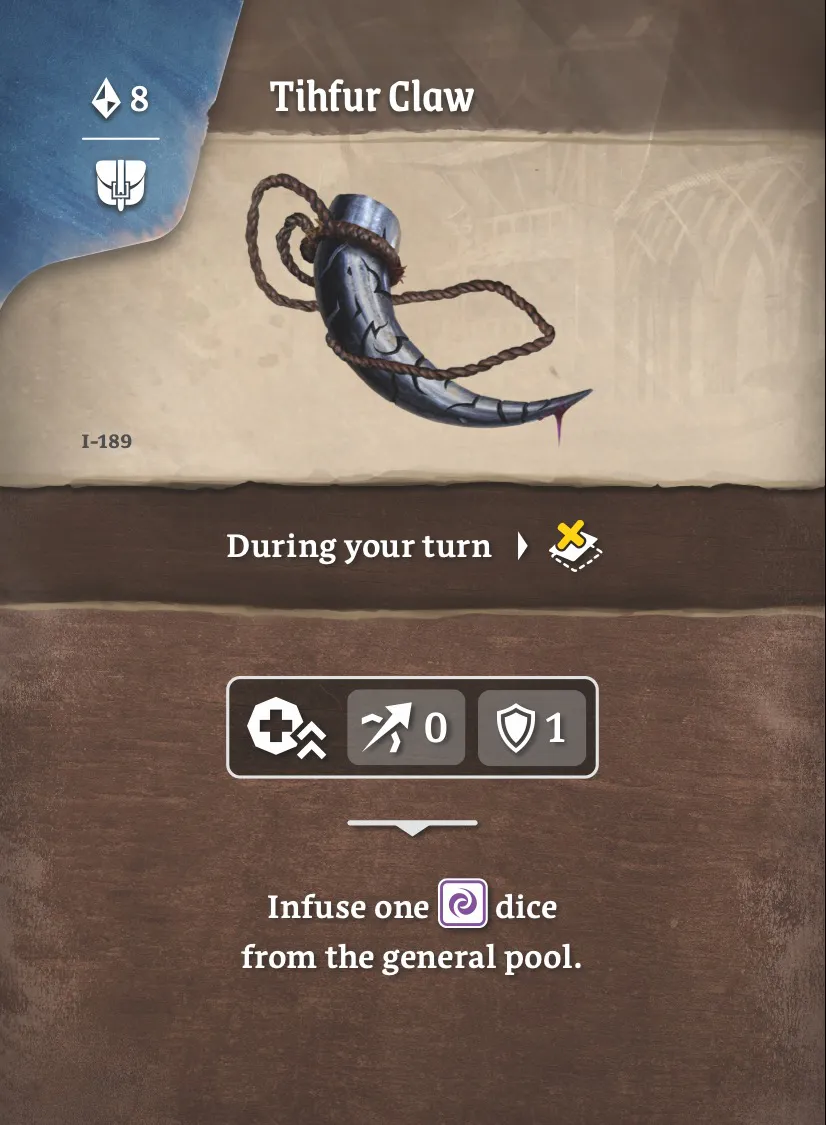 8
Tihfur Claw
I-189
During your turn
0 1
Infuse one dice
from the general pool.